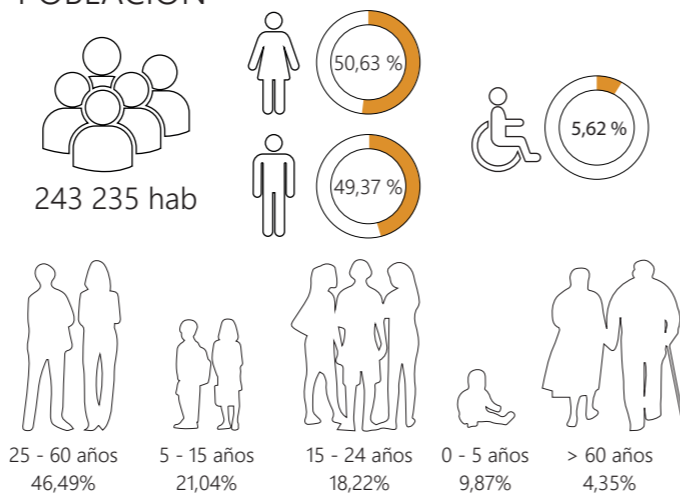 POBLACIÓN
50,63 %
5,62 %
49,37 %
243 235 hab
25 - 60 años
46,49%
5 - 15 años
21,04%
15 - 24 años
18,22%
0 - 5 años
9,87%
> 60 años
4,35%